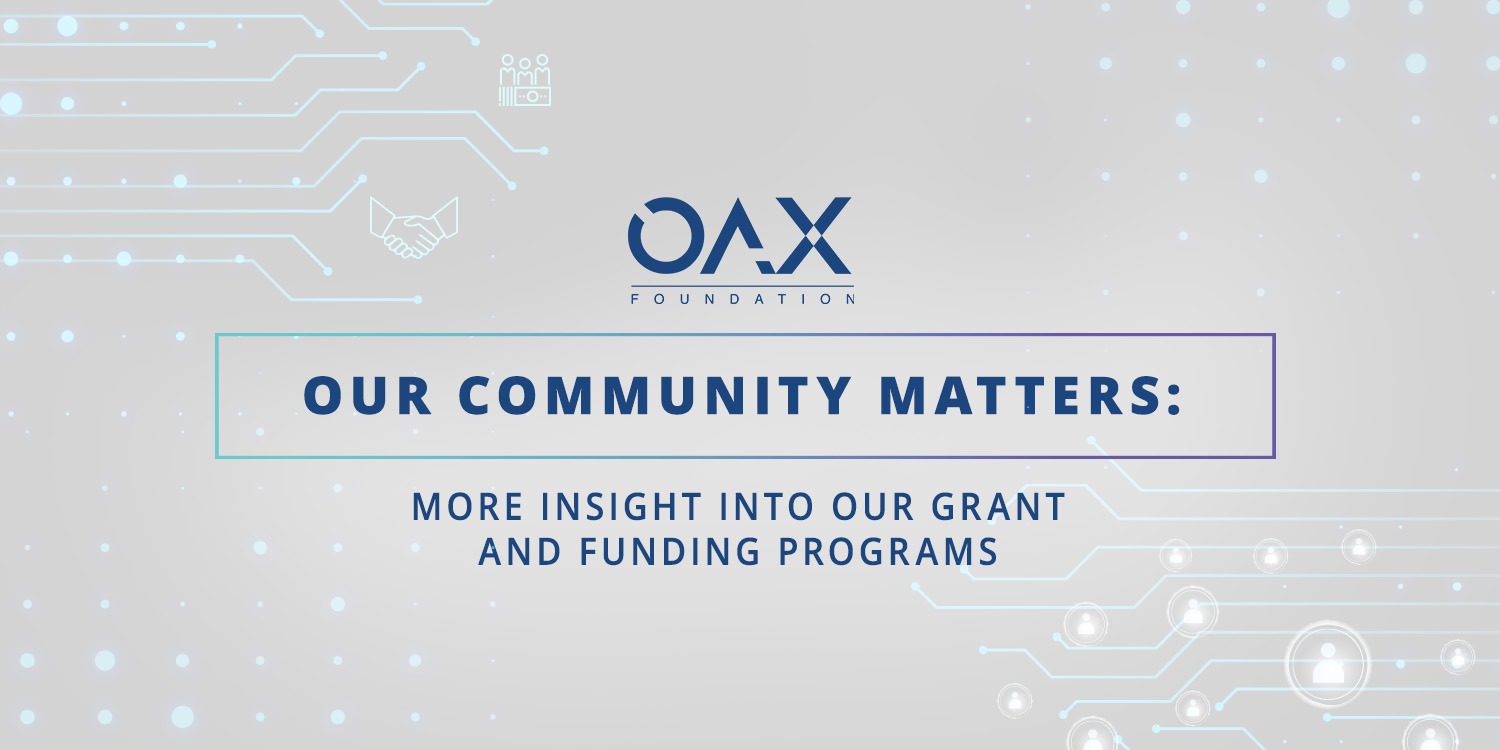 OAX
FOUNDATION
OUR COMMUNITY MATTERS:
MORE INSIGHT INTO OUR GRANT
AND FUNDING PROGRAMS